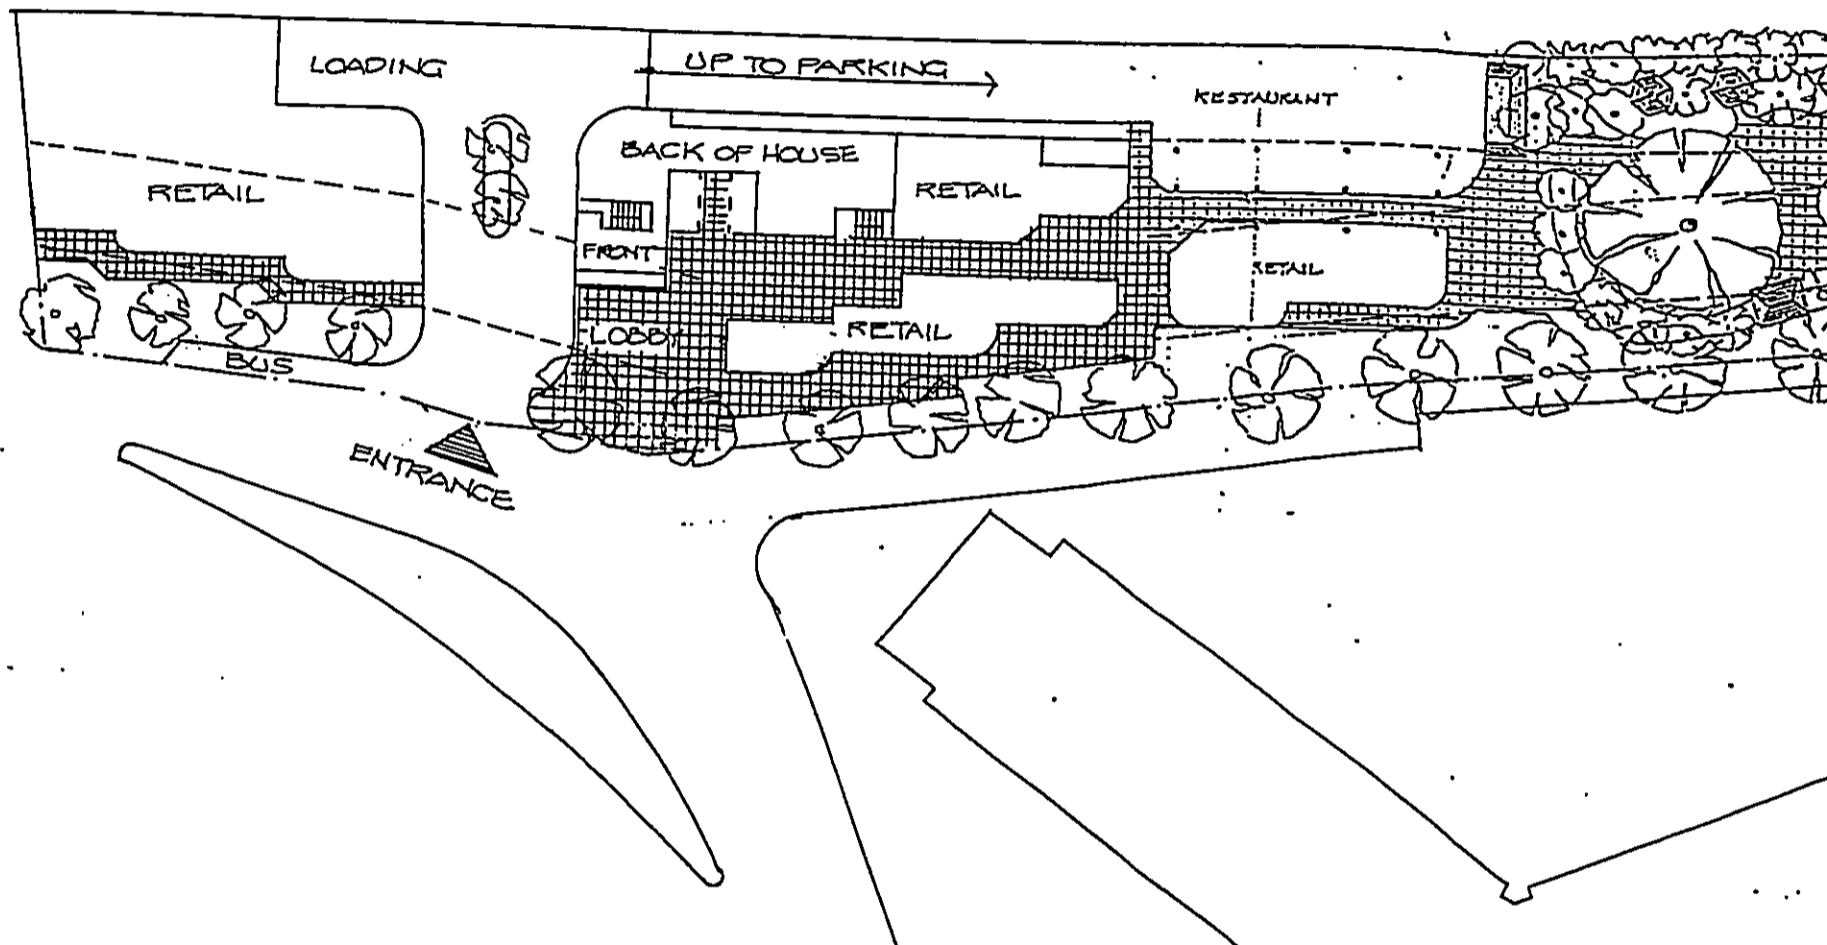 LOADING
UP TO PARKING
RESTAURANT
BACK OF HOUSE
RETAIL
RETAIL
FRONT
RETAIL
LOBBY
RETAIL
BUS
ENTRANCE